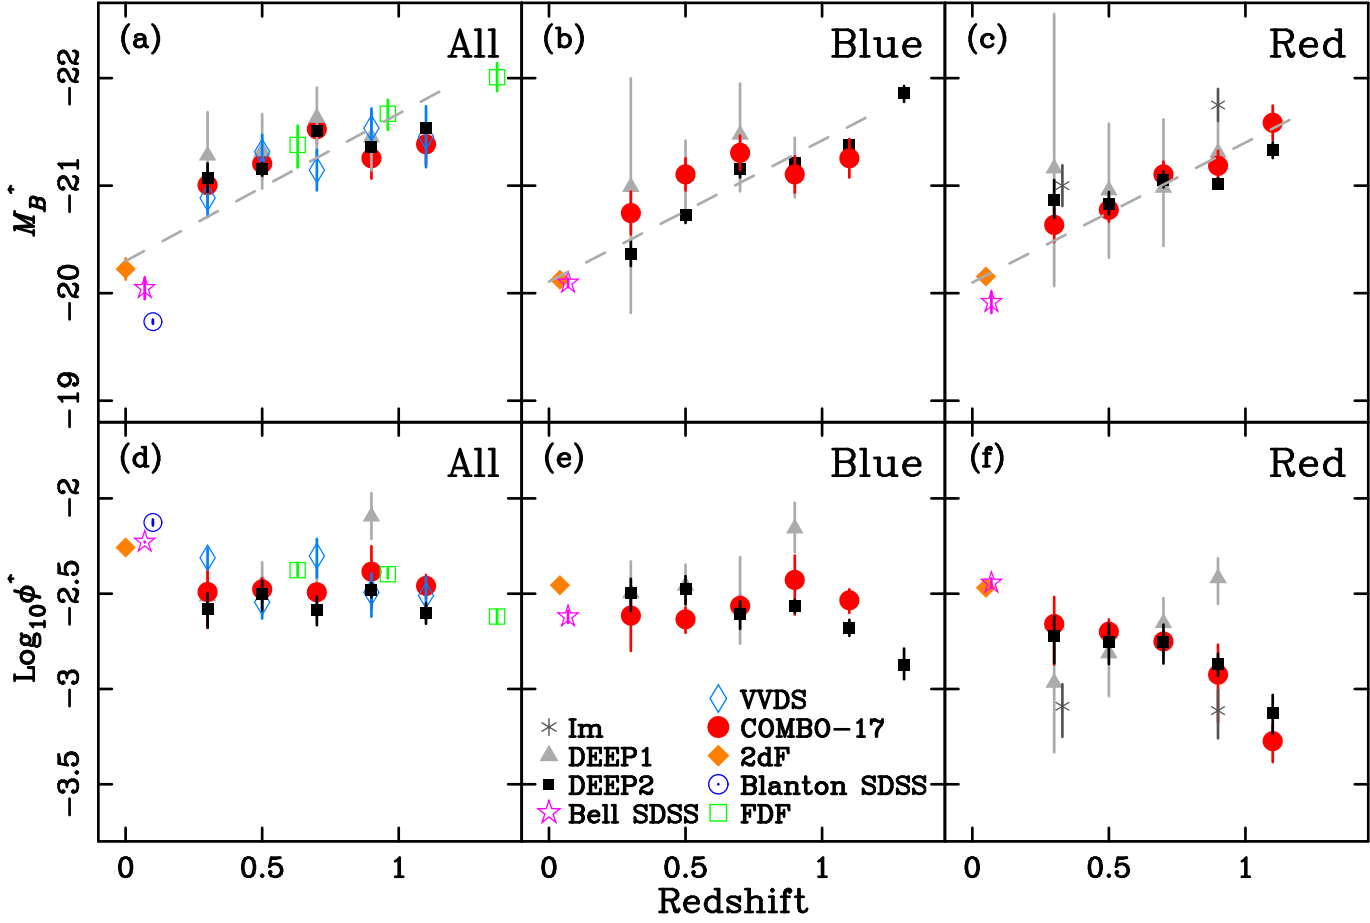 (a) All
(b) Blue
(c) Red
-22
-21
-20
-19
M_B*
(d) All
(e) Blue
(f) Red
-2
-2.5
-3
-3.5
Log10ϕ*
Im
DEEP1
DEEP2
Bell SDSS
VVDS
COMBO-17
2dF
Blanton SDSS
FDF
0 0.5 1 0 0.5 1 0 0.5 1
Redshift